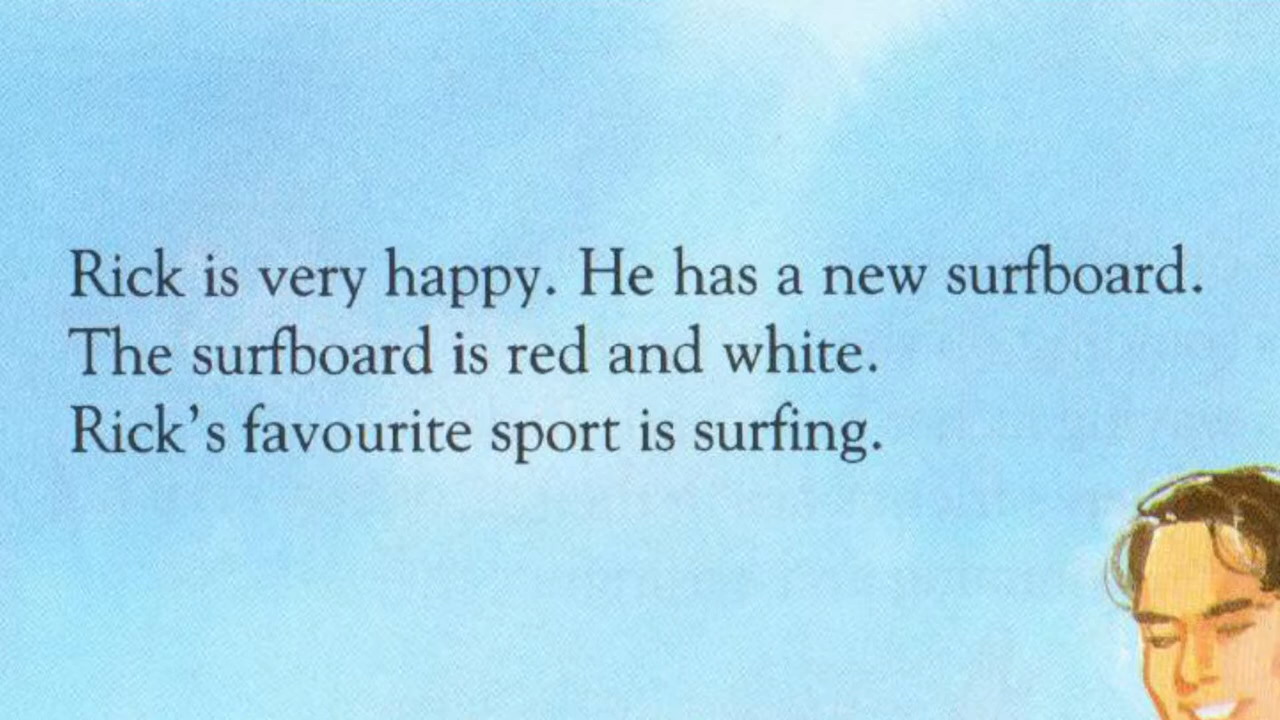 Rick is very happy. He has a new surfboard.
The surfboard is red and white.
Rick's favourite sport is surfing.